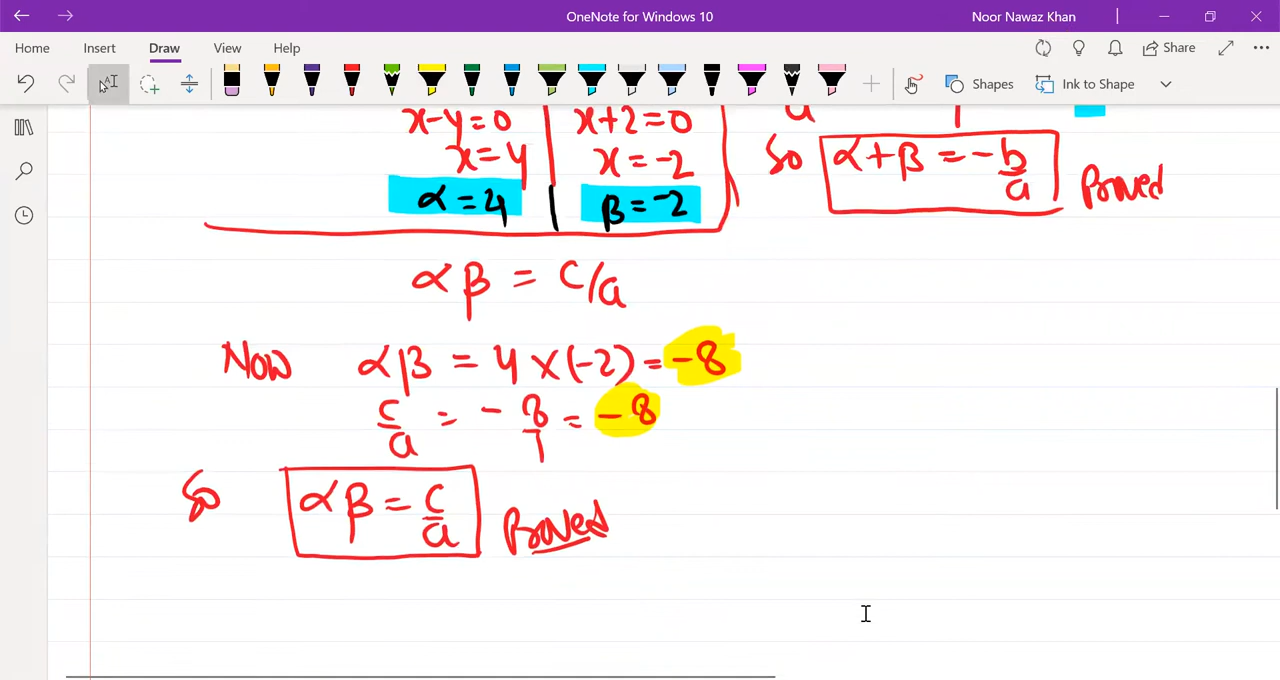 OneNote for Windows 10
Noor Nawaz Khan
Home Insert Draw View Help
Share
Shapes
Ink to Shape
x-4=0 x+2=0
x=4 x=-2
α=4 β=-2
a 1
So α+β=-b/a Proved
αβ = c/a
Now αβ = 4×(-2) = -8
c/a = -8/1 = -8
So αβ = c/a Proved